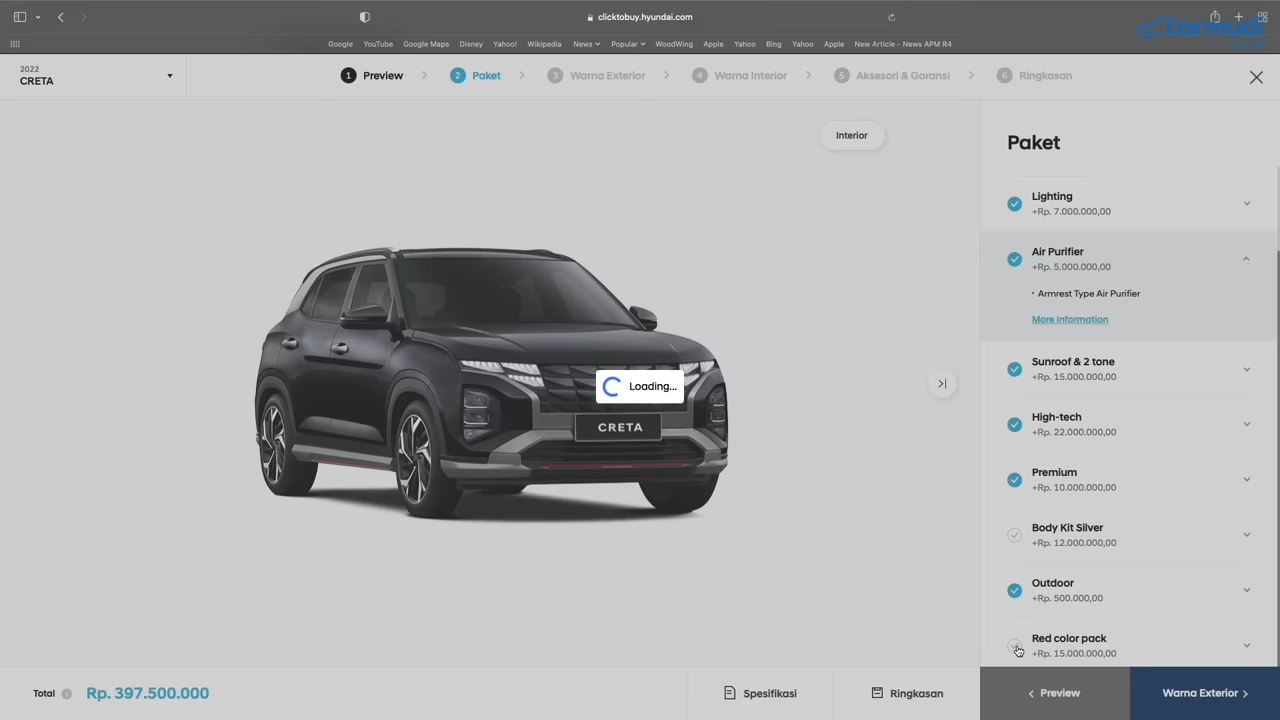 clicktobuy.hyundai.com
carmudi
Google YouTube Google Maps Disney Yahoo! Wikipedia News Popular WoodWing Apple Yahoo Bing Yahoo Apple New Article - News APM R4
2022
CRETA
1 Preview
2 Paket
3 Warna Exterior
4 Warna Interior
5 Aksesori & Garansi
6 Ringkasan
Interior
Paket
Lighting
+Rp. 7.000.000,00
Air Purifier
+Rp. 5.000.000,00
· Armrest Type Air Purifier
More Information
Sunroof & 2 tone
+Rp. 15.000.000,00
High-tech
+Rp. 22.000.000,00
Premium
+Rp. 10.000.000,00
Body Kit Silver
+Rp. 12.000.000,00
Outdoor
+Rp. 500.000,00
Red color pack
+Rp. 15.000.000,00
Loading...
CRETA
Total
Rp. 397.500.000
Spesifikasi
Ringkasan
Preview
Warna Exterior